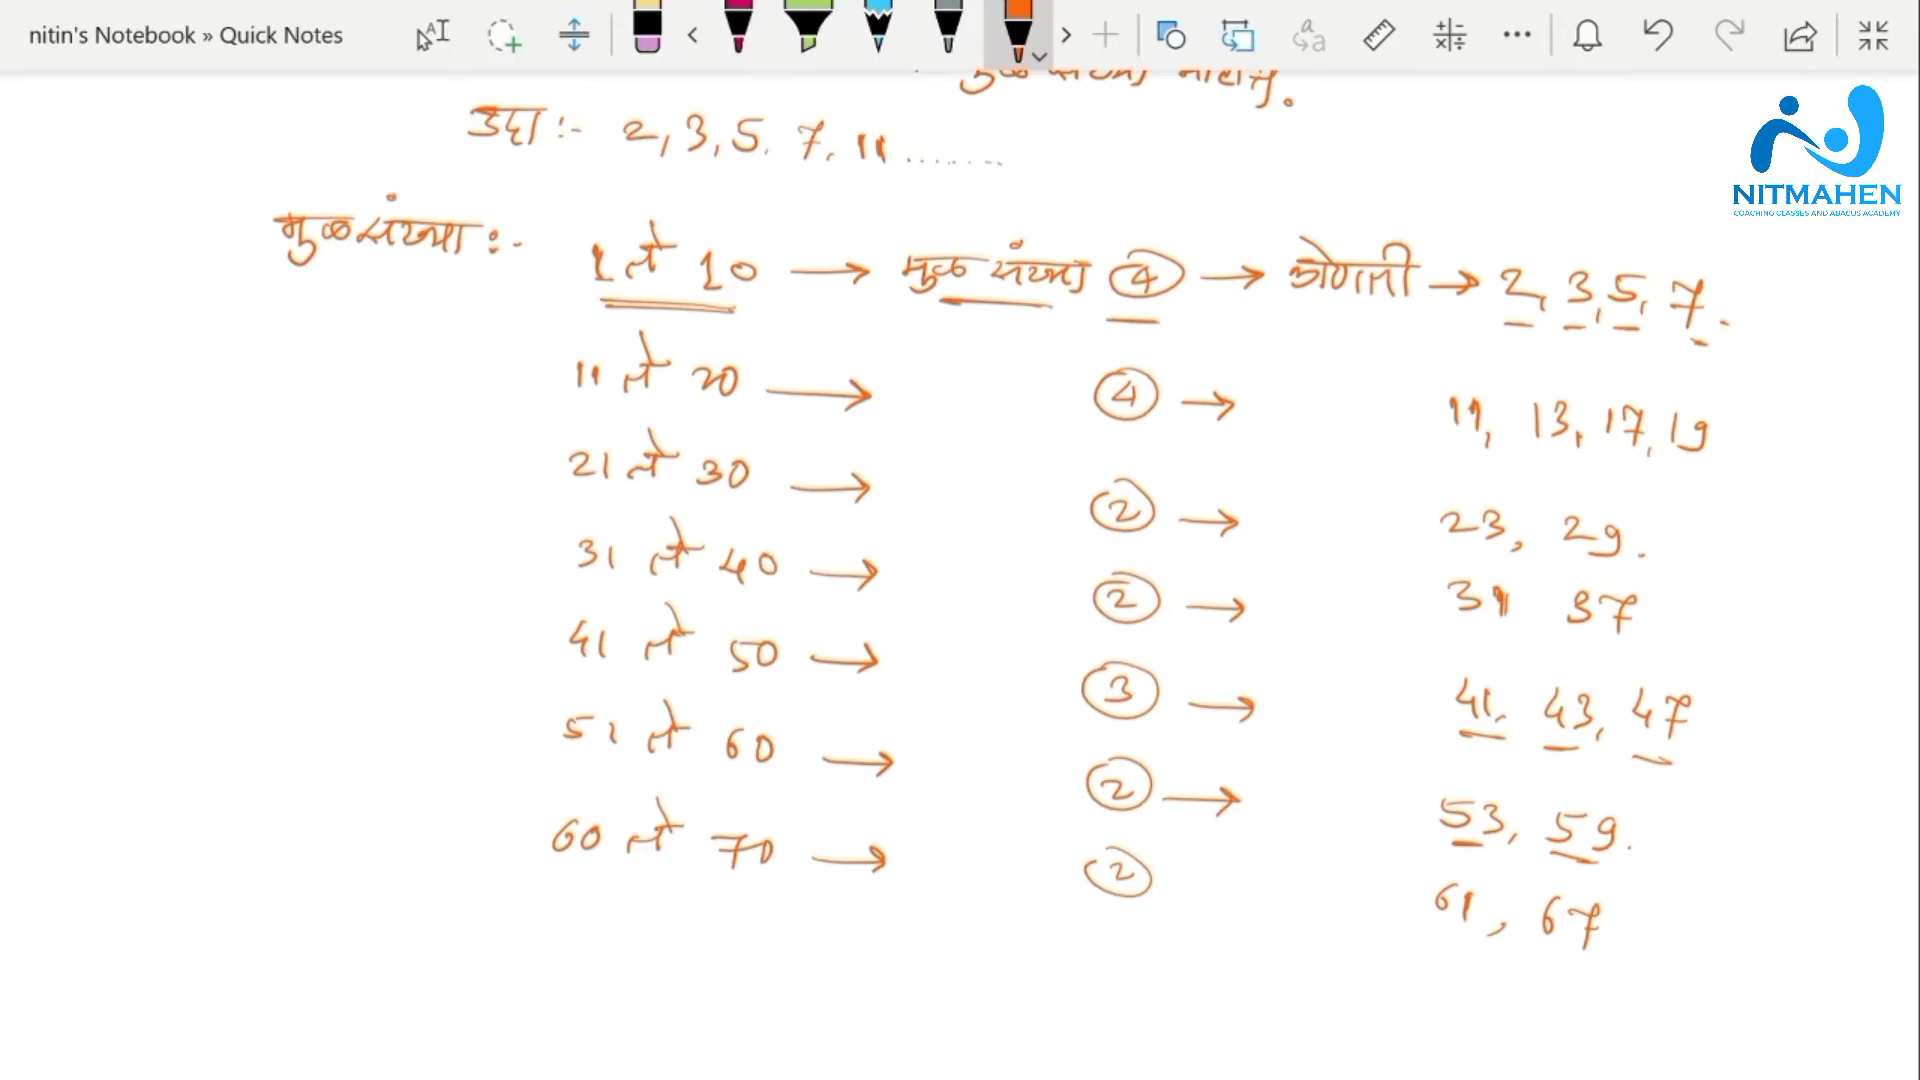 nitin's Notebook » Quick Notes
NITMAHEN
COACHING CLASSES AND ABACUS ACADEMY
उदा :- 2, 3, 5, 7, 11 ........
मुळसंख्या :- 1 ते 10 → मुळ संख्या 4 → कोणती → 2, 3, 5, 7.
11 ते 20 → 4 → 11, 13, 17, 19
21 ते 30 → 2 → 23, 29.
31 ते 40 → 2 → 31 37
41 ते 50 → 3 → 41, 43, 47
51 ते 60 → 2 → 53, 59.
60 ते 70 → 2 61, 67